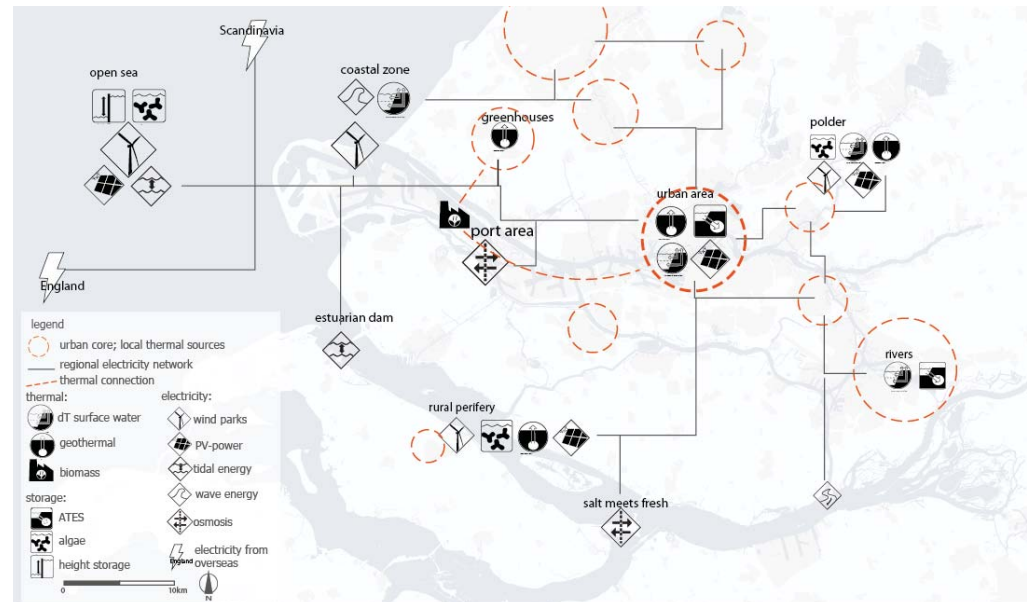 Scandinavia
open sea
coastal zone
greenhouses
polder
urban area
port area
England
estuarian dam
rivers
rural perifery
salt meets fresh
legend
urban core; local thermal sources
regional electricity network
thermal connection
thermal:
dT surface water
geothermal
biomass
storage:
ATES
algae
height storage
electricity:
wind parks
PV-power
tidal energy
wave energy
osmosis
electricity from
overseas
England
0
10km
N